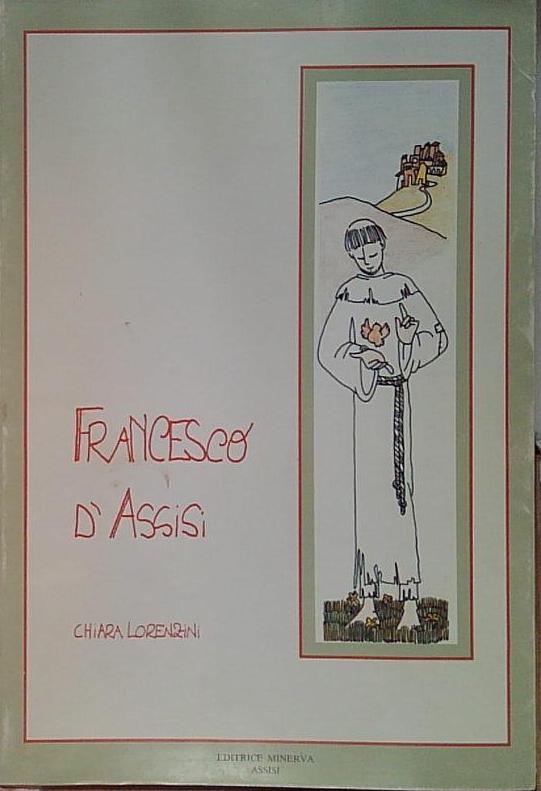 FRANCESCO
D'ASSISI
CHIARA LORENZINI
EDITRICE MINERVA
ASSISI